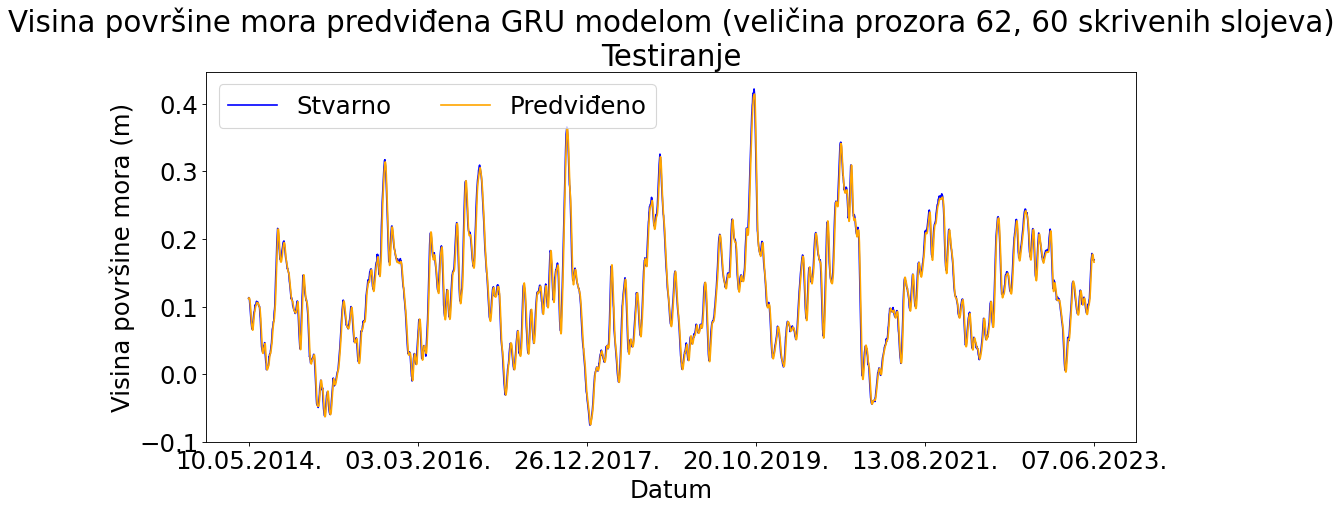 Visina površine mora predviđena GRU modelom (veličina prozora 62, 60 skrivenih slojeva)
Testiranje
Stvarno Predviđeno
Visina površine mora (m)
0.4
0.3
0.2
0.1
0.0
−0.1
10.05.2014. 03.03.2016. 26.12.2017. 20.10.2019. 13.08.2021. 07.06.2023.
Datum